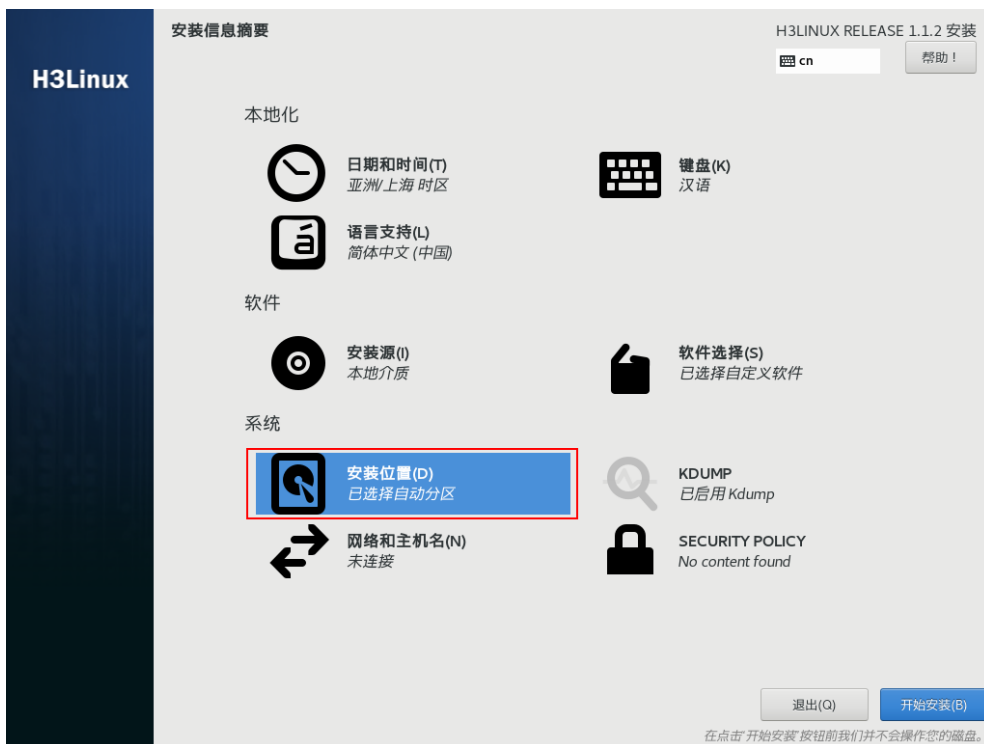 安装信息摘要
H3LINUX RELEASE 1.1.2 安装
cn
帮助！
H3Linux
本地化
日期和时间(T)
亚洲/上海 时区
键盘(K)
汉语
语言支持(L)
简体中文 (中国)
软件
安装源(I)
本地介质
软件选择(S)
已选择自定义软件
系统
安装位置(D)
已选择自动分区
KDUMP
已启用 Kdump
网络和主机名(N)
未连接
SECURITY POLICY
No content found
退出(Q)
开始安装(B)
在点击'开始安装'按钮前我们并不会操作您的磁盘。